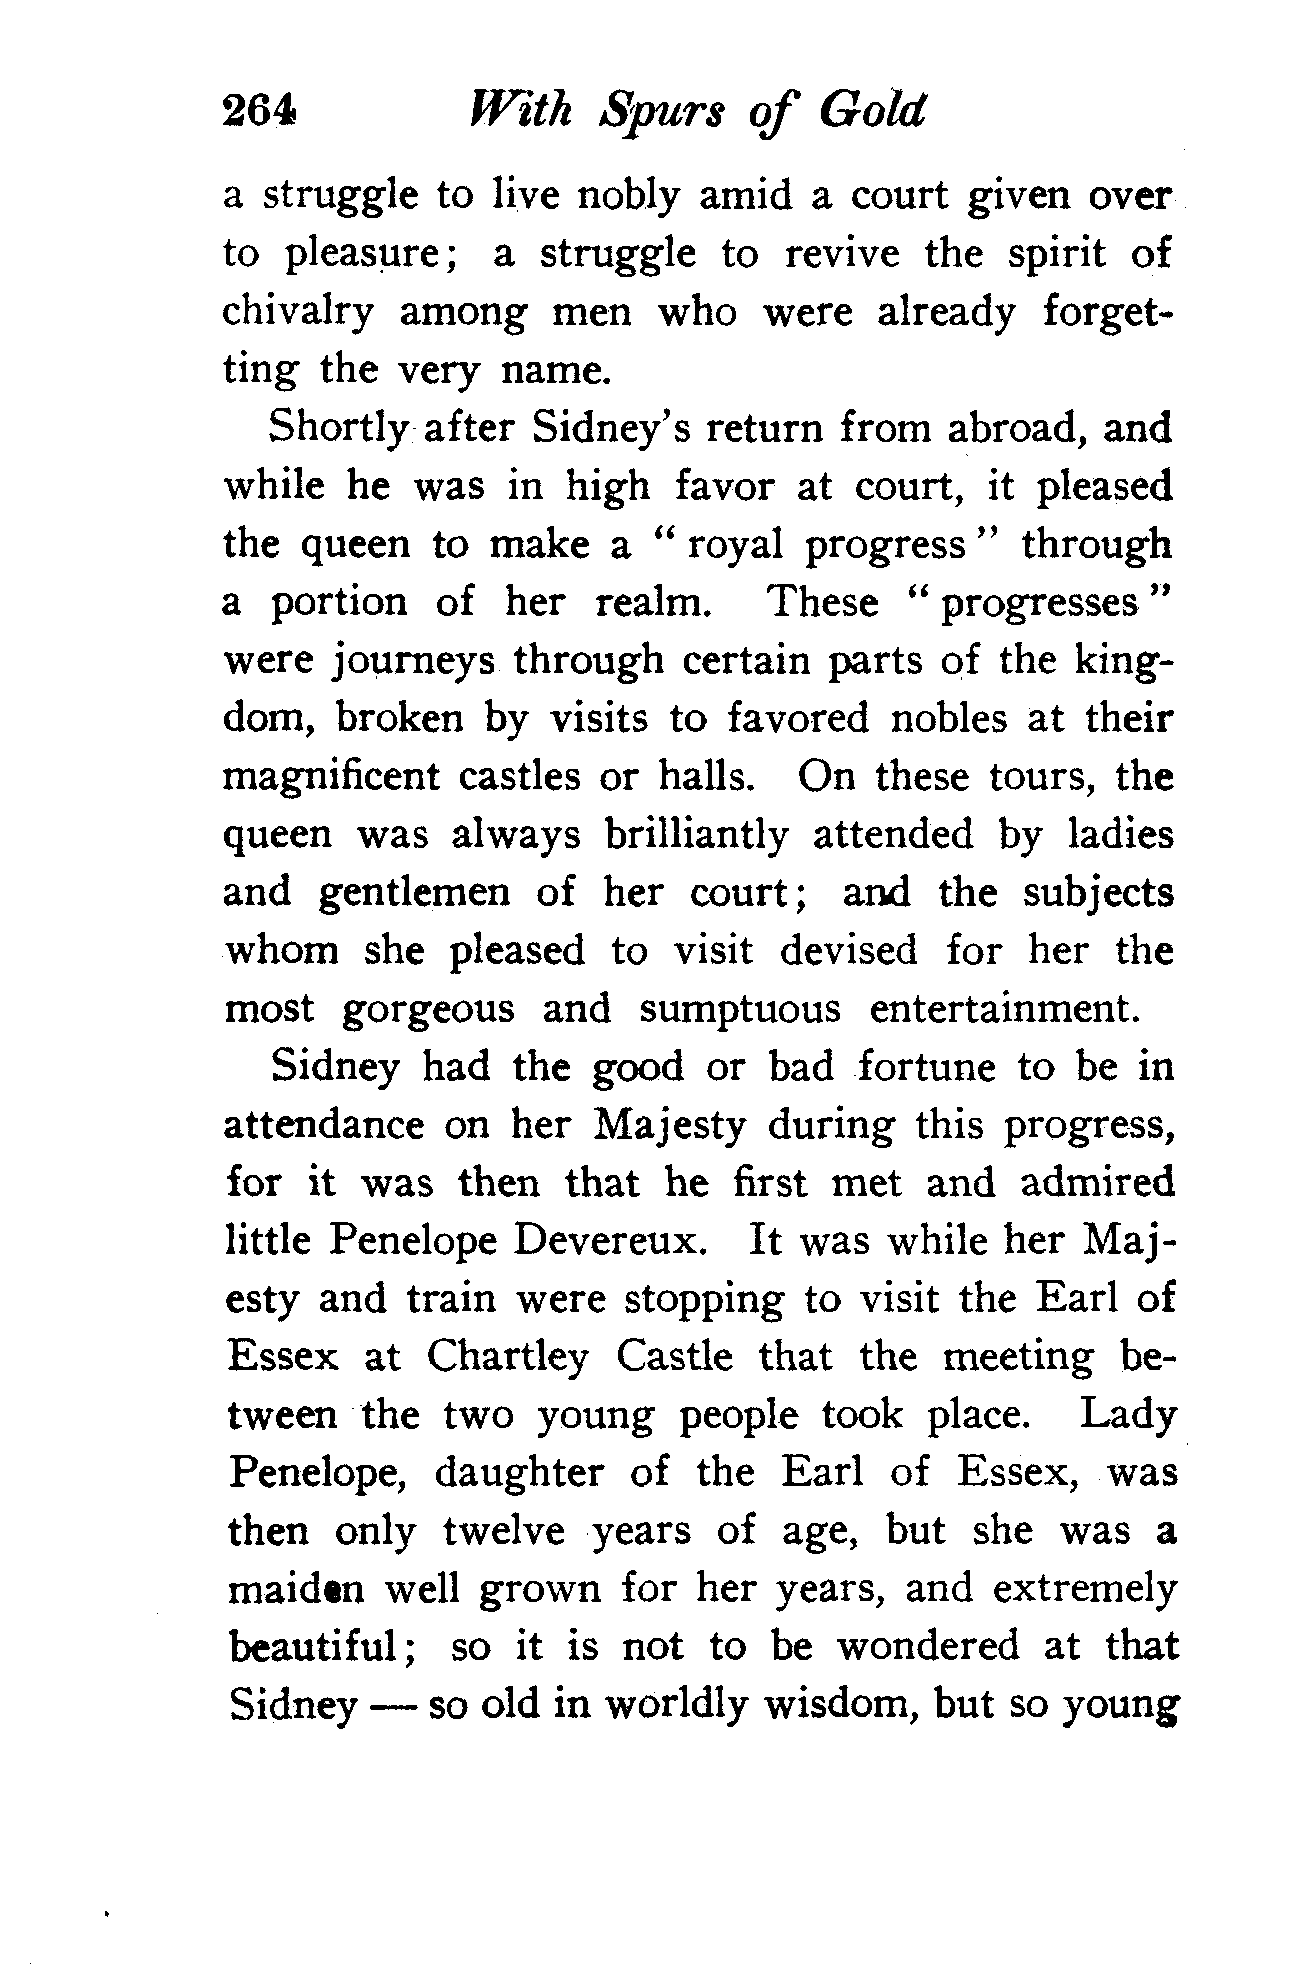 264 With Spurs of Gold
a struggle to live nobly amid a court given over
to pleasure; a struggle to revive the spirit of
chivalry among men who were already forget-
ting the very name.
Shortly after Sidney's return from abroad, and
while he was in high favor at court, it pleased
the queen to make a " royal progress " through
a portion of her realm. These " progresses "
were journeys through certain parts of the king-
dom, broken by visits to favored nobles at their
magnificent castles or halls. On these tours, the
queen was always brilliantly attended by ladies
and gentlemen of her court; and the subjects
whom she pleased to visit devised for her the
most gorgeous and sumptuous entertainment.
Sidney had the good or bad fortune to be in
attendance on her Majesty during this progress,
for it was then that he first met and admired
little Penelope Devereux. It was while her Maj-
esty and train were stopping to visit the Earl of
Essex at Chartley Castle that the meeting be-
tween the two young people took place. Lady
Penelope, daughter of the Earl of Essex, was
then only twelve years of age, but she was a
maiden well grown for her years, and extremely
beautiful; so it is not to be wondered at that
Sidney — so old in worldly wisdom, but so young